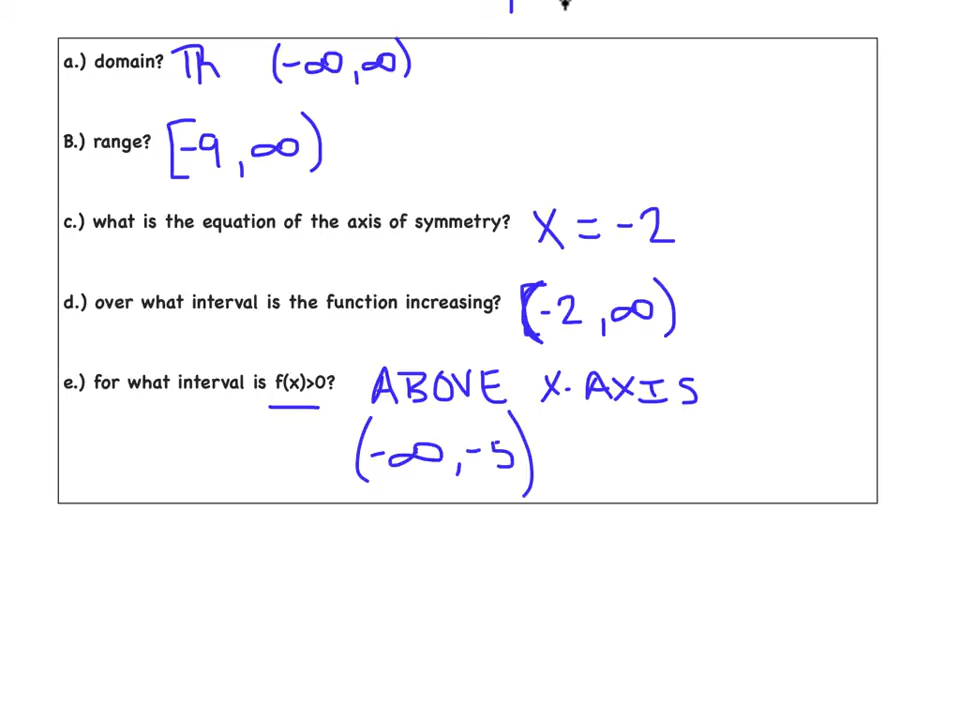 a.) domain? TR (-∞,∞)
B.) range? [-9,∞)
c.) what is the equation of the axis of symmetry? X = -2
d.) over what interval is the function increasing? (-2,∞)
e.) for what interval is f(x)>0? ABOVE X-AXIS
(-∞,-5)